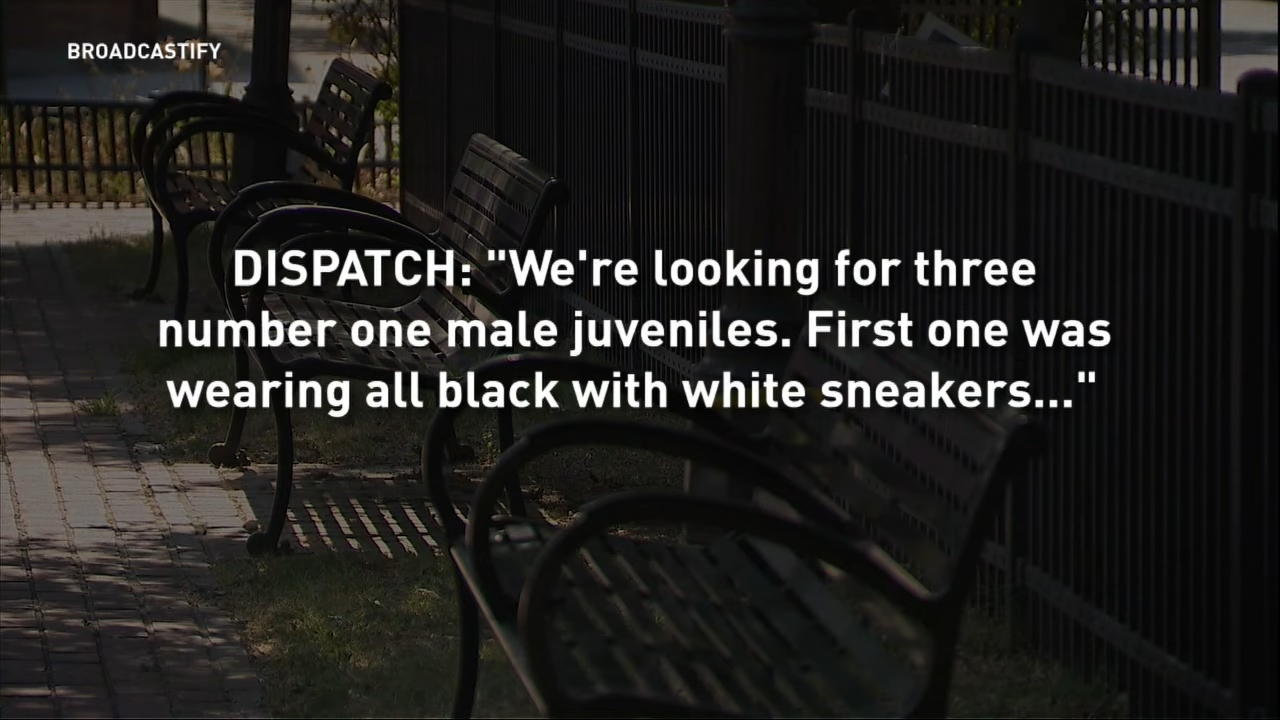 BROADCASTIFY
DISPATCH: "We're looking for three
number one male juveniles. First one was
wearing all black with white sneakers..."